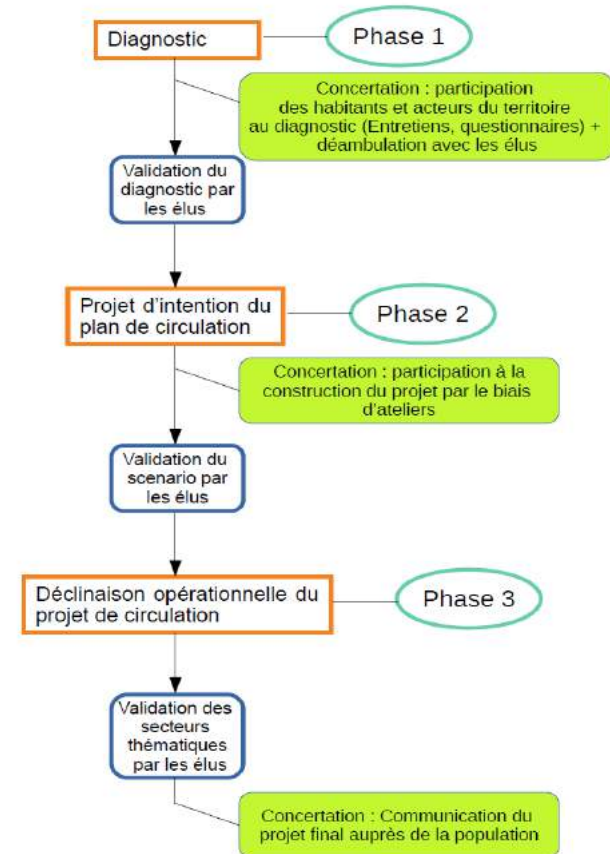 Diagnostic
Phase 1
Concertation : participation
des habitants et acteurs du territoire
au diagnostic (Entretiens, questionnaires) +
déambulation avec les élus
Validation du
diagnostic par
les élus
Projet d'intention du
plan de circulation
Phase 2
Concertation : participation à la
construction du projet par le biais
d'ateliers
Validation du
scenario par
les élus
Déclinaison opérationnelle du
projet de circulation
Phase 3
Validation des
secteurs
thématiques
par les élus
Concertation : Communication du
projet final auprès de la population